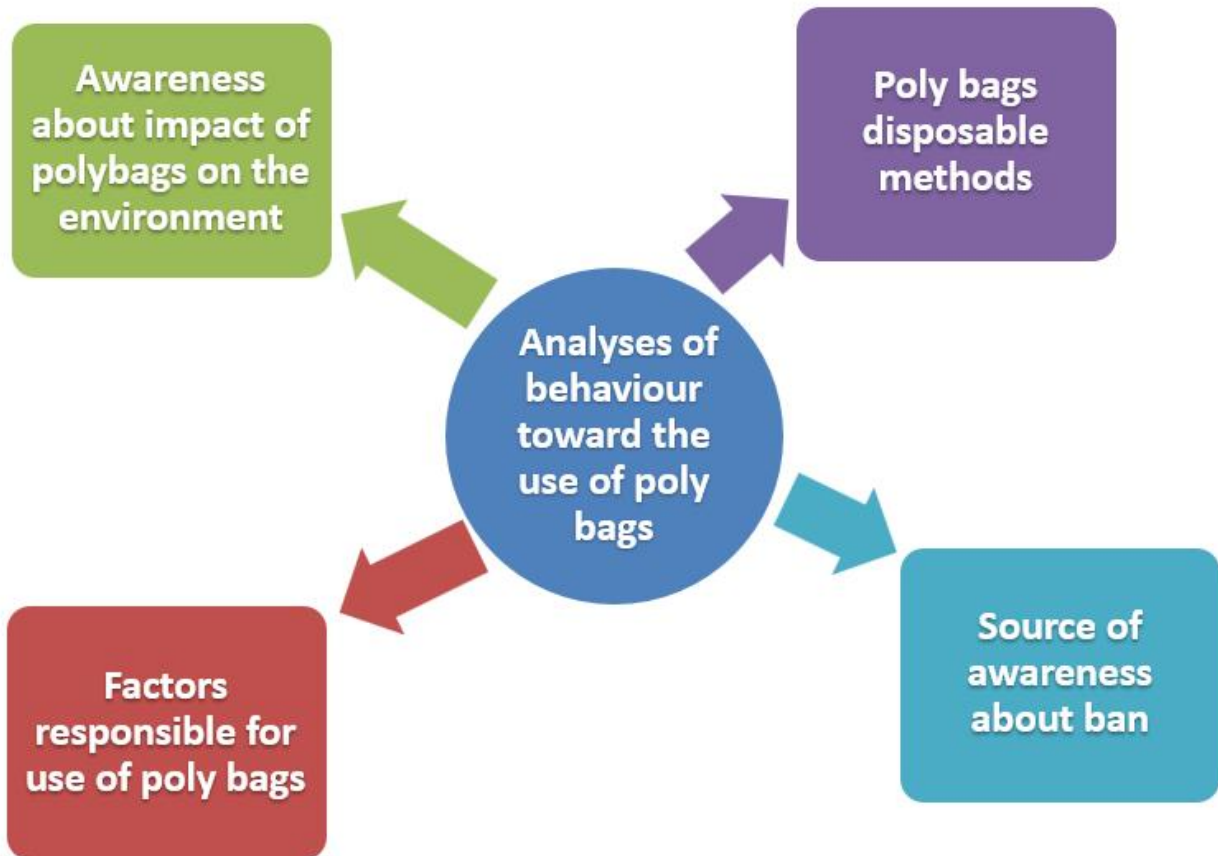 Awareness
about impact of
polybags on the
environment
Poly bags
disposable
methods
Analyses of
behaviour
toward the
use of poly
bags
Factors
responsible for
use of poly bags
Source of
awareness
about ban